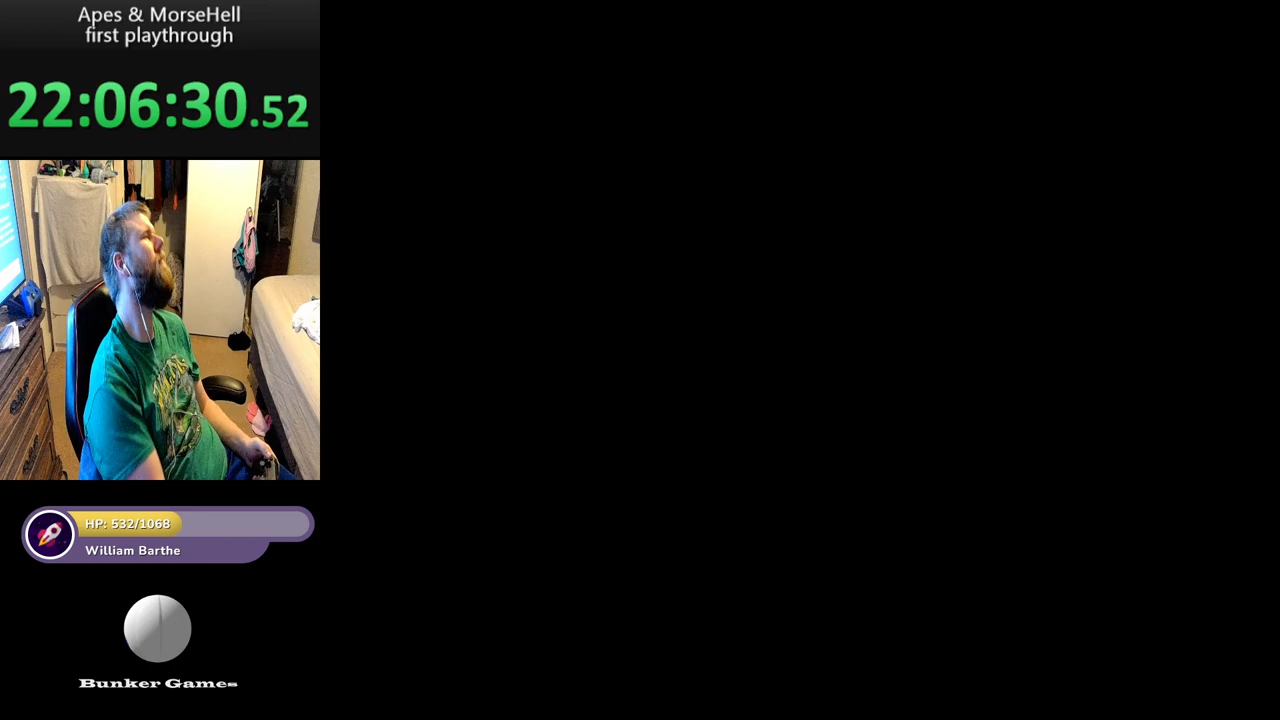 Apes & MorseHell
first playthrough
22:06:30.52
HP: 532/1068
William Barthe
Bunker Games